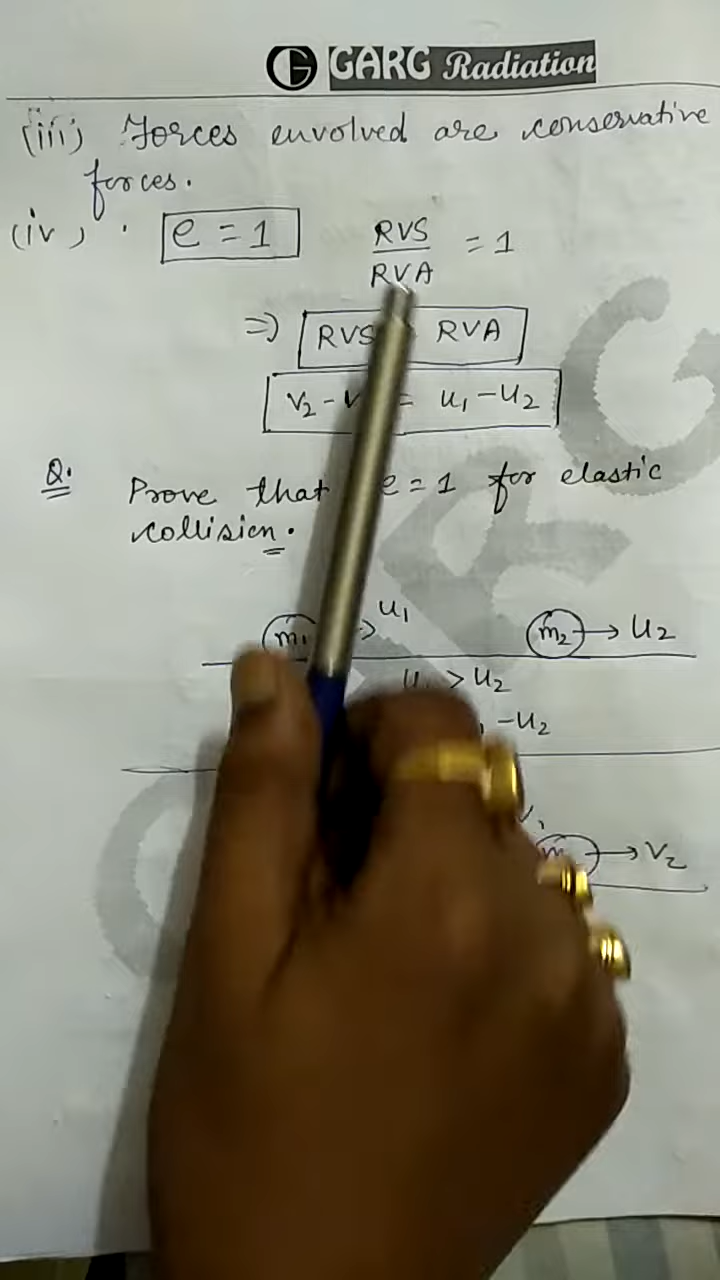 G GARG Radiation
(iii) Forces envolved are conservative
forces.
(iv) . e = 1 RVS/RVA = 1
=> RVS RVA
V₂ - = u₁ - u₂
Q. Prove that e = 1 for elastic
collision.
m₁ → u₁ m₂ → u₂
> u₂
- u₂
→ V₂